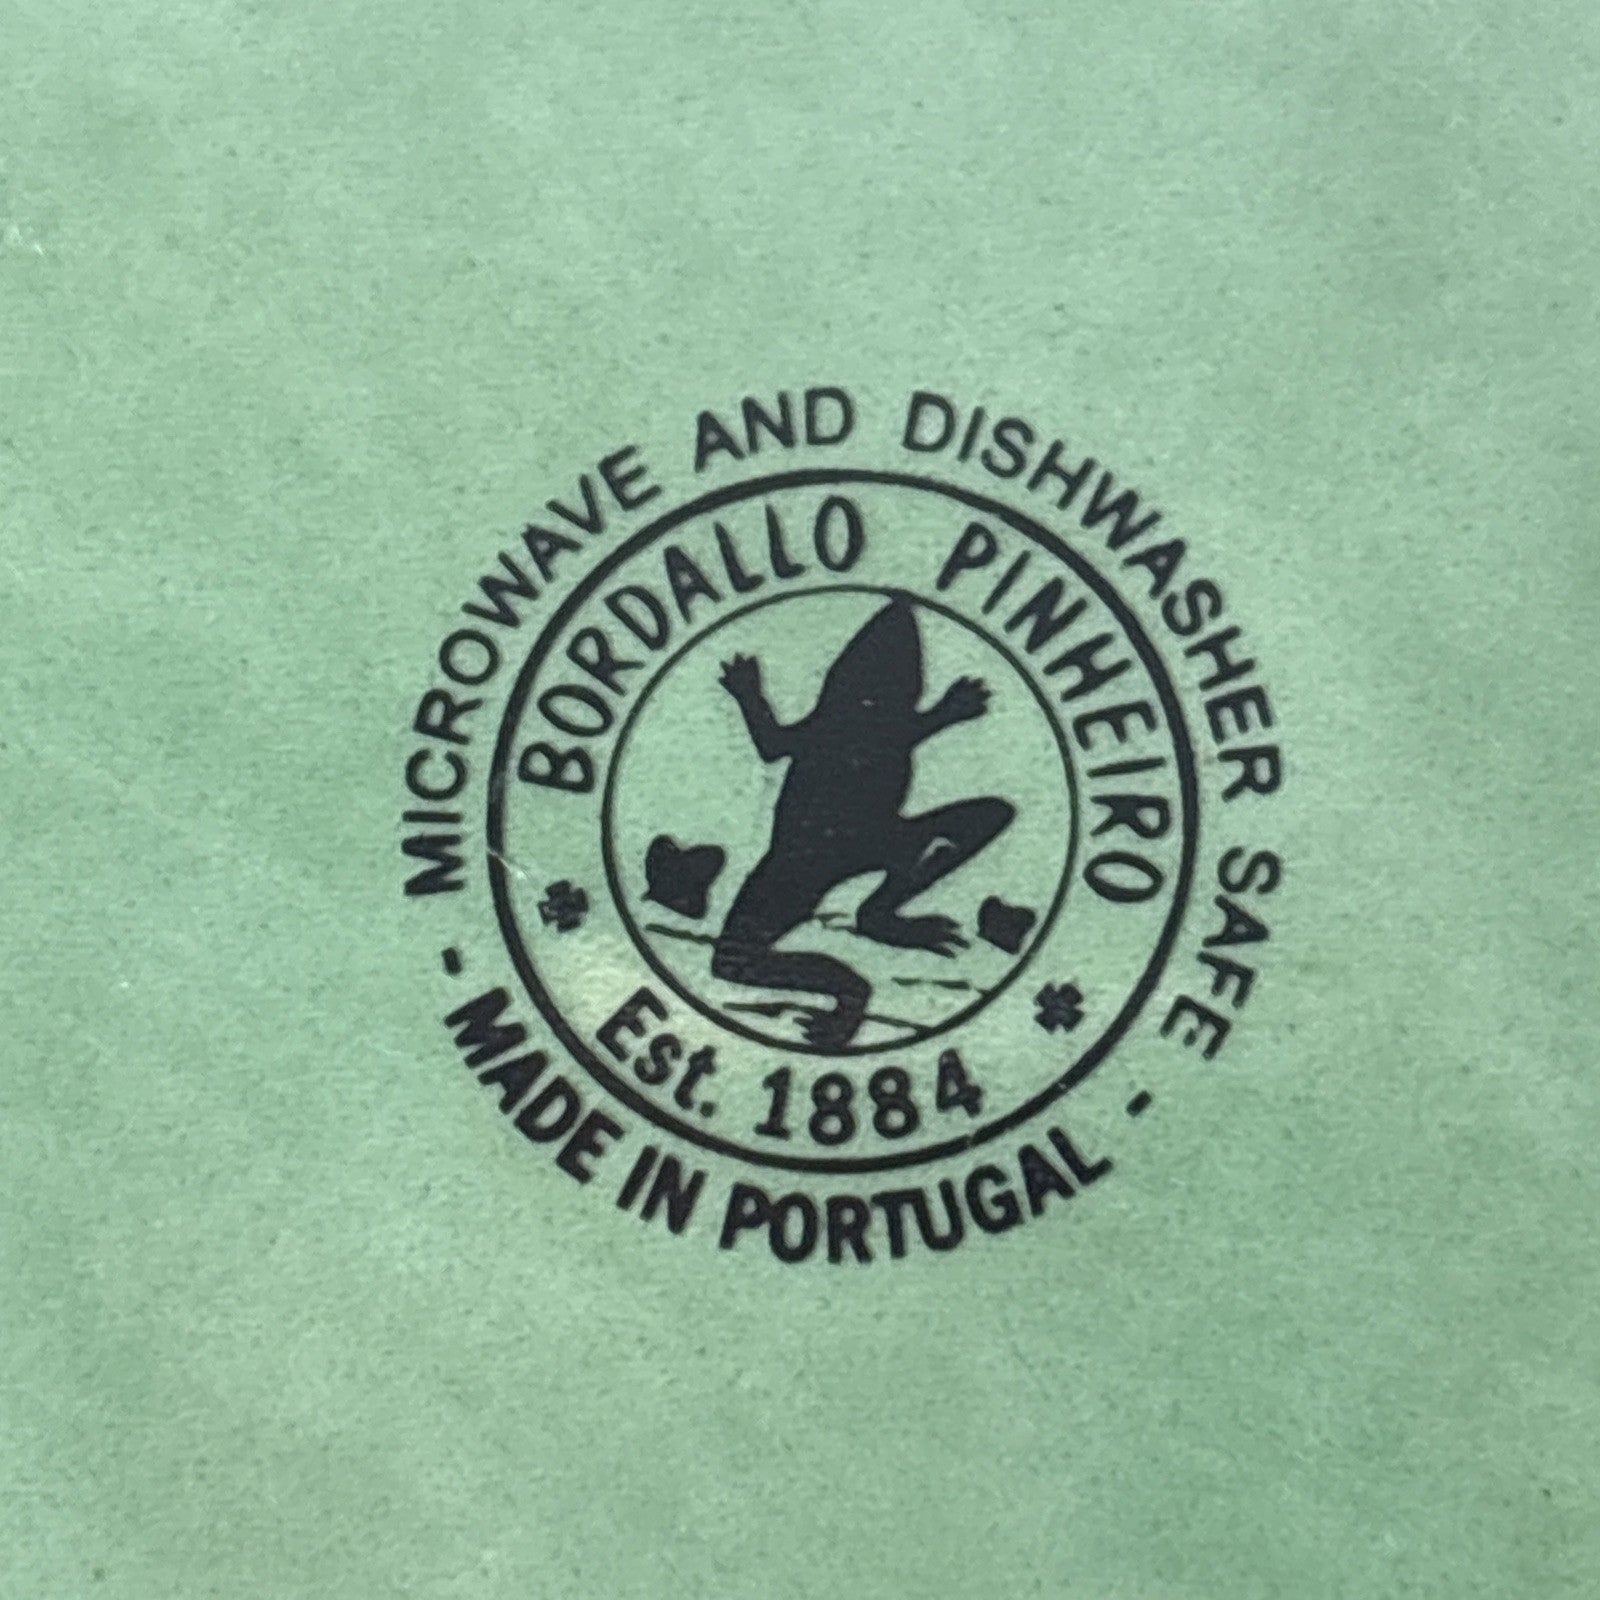 MICROWAVE AND DISHWASHER SAFE
BORDALLO PINHEIRO
Est. 1884
- MADE IN PORTUGAL -